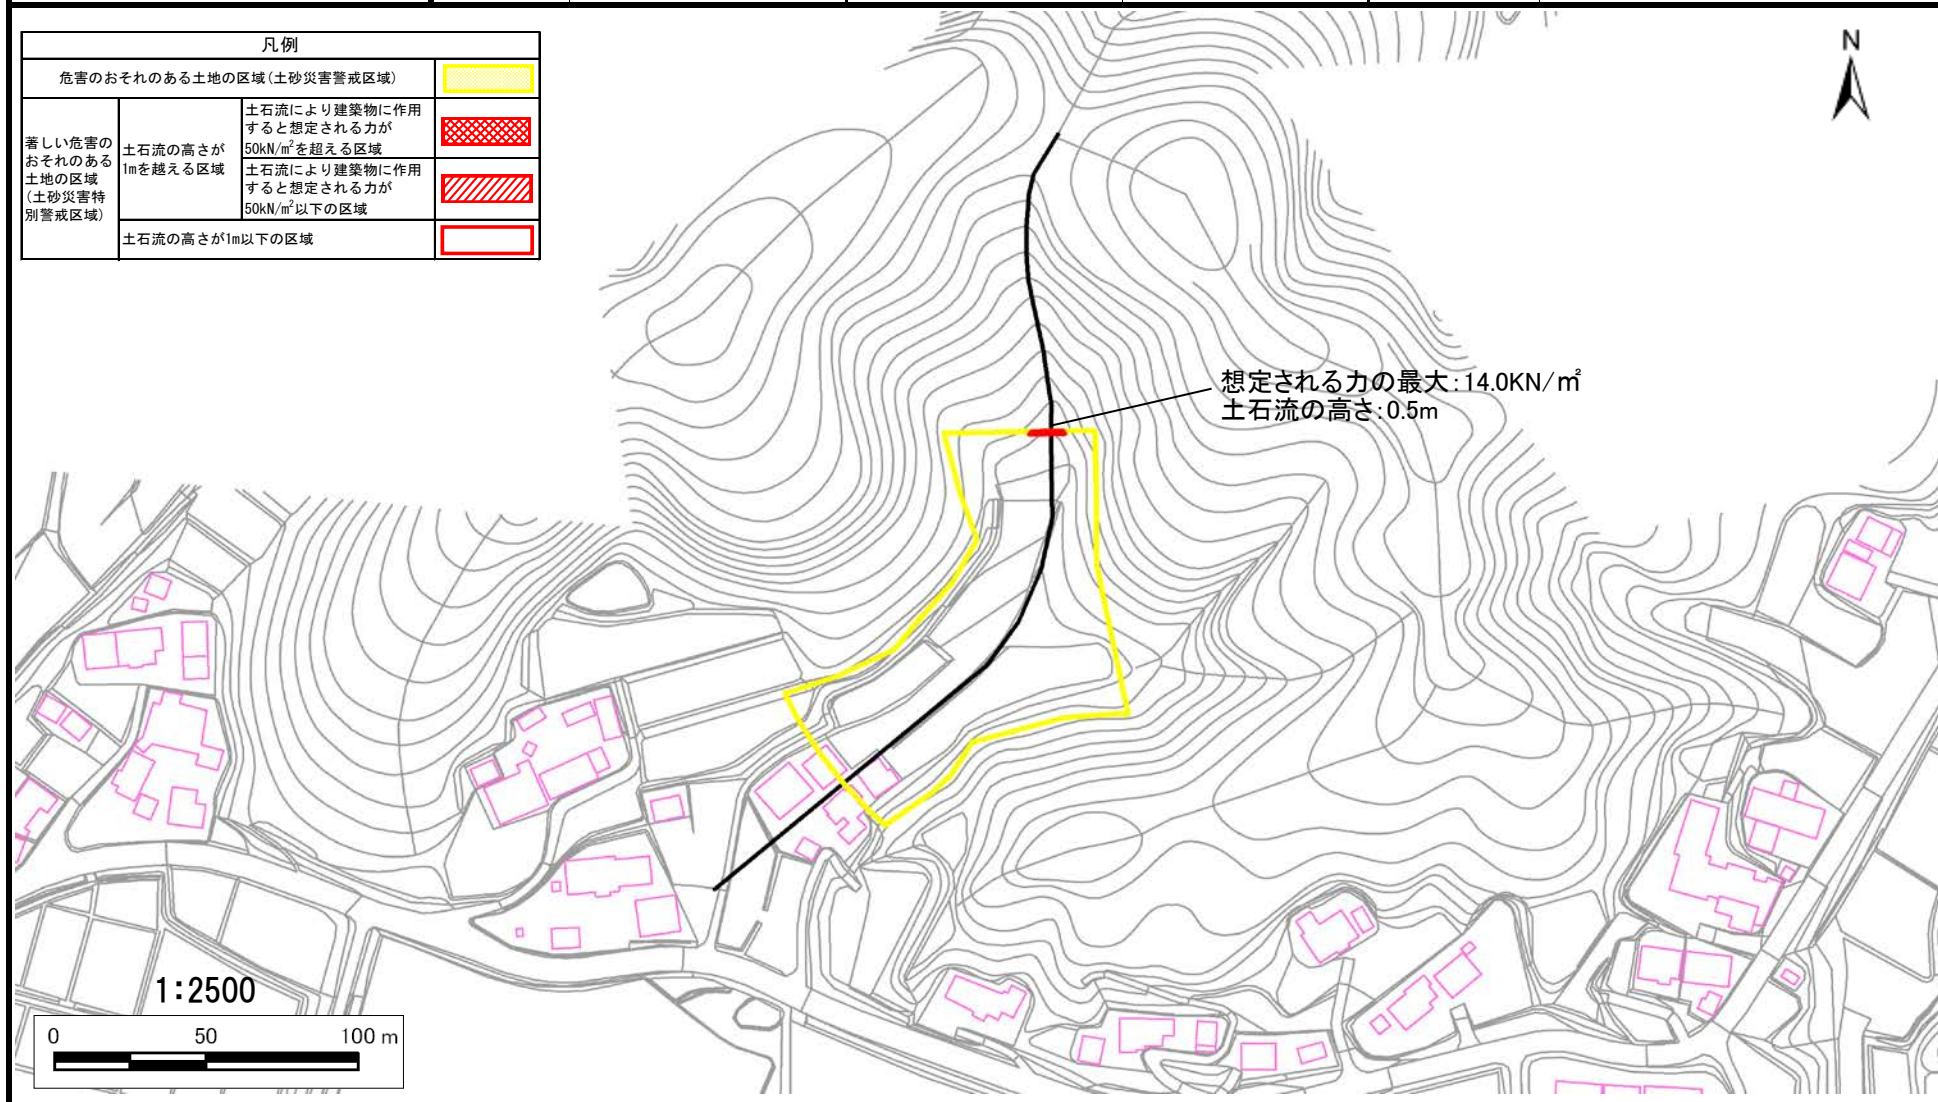 凡例
危害のおそれのある土地の区域(土砂災害警戒区域)
著しい危害の
おそれのある
土地の区域
(土砂災害特
別警戒区域)
土石流の高さが
1mを越える区域
土石流により建築物に作用
すると想定される力が
50kN/m²を超える区域
土石流により建築物に作用
すると想定される力が
50kN/m²以下の区域
土石流の高さが1m以下の区域
N
想定される力の最大:14.0KN/㎡
土石流の高さ:0.5m
1:2500
0 50 100 m